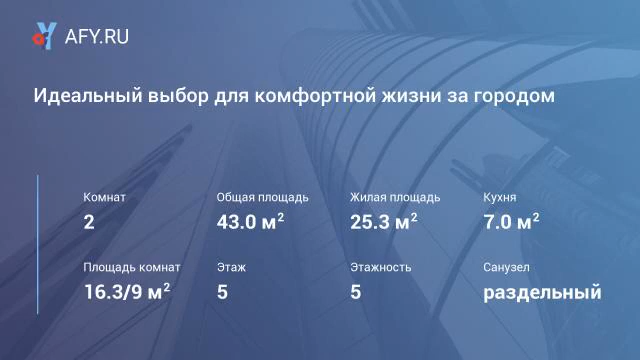 AFY.RU
Идеальный выбор для комфортной жизни за городом
Комнат
2
Общая площадь
43.0 м²
Жилая площадь
25.3 м²
Кухня
7.0 м²
Площадь комнат
16.3/9 м²
Этаж
5
Этажность
5
Санузел
раздельный